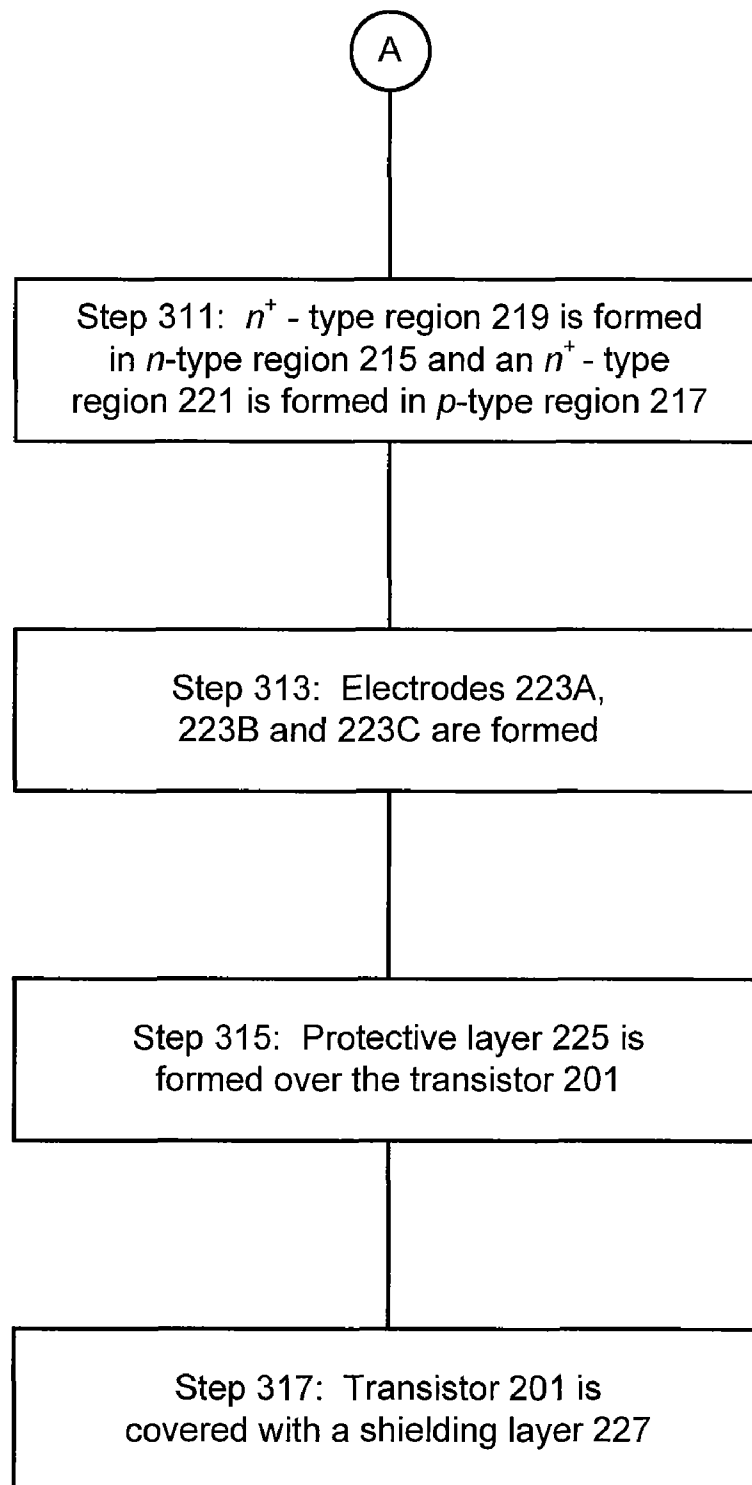 A
Step 311: n⁺ - type region 219 is formed
in n-type region 215 and an n⁺ - type
region 221 is formed in p-type region 217
Step 313: Electrodes 223A,
223B and 223C are formed
Step 315: Protective layer 225 is
formed over the transistor 201
Step 317: Transistor 201 is
covered with a shielding layer 227